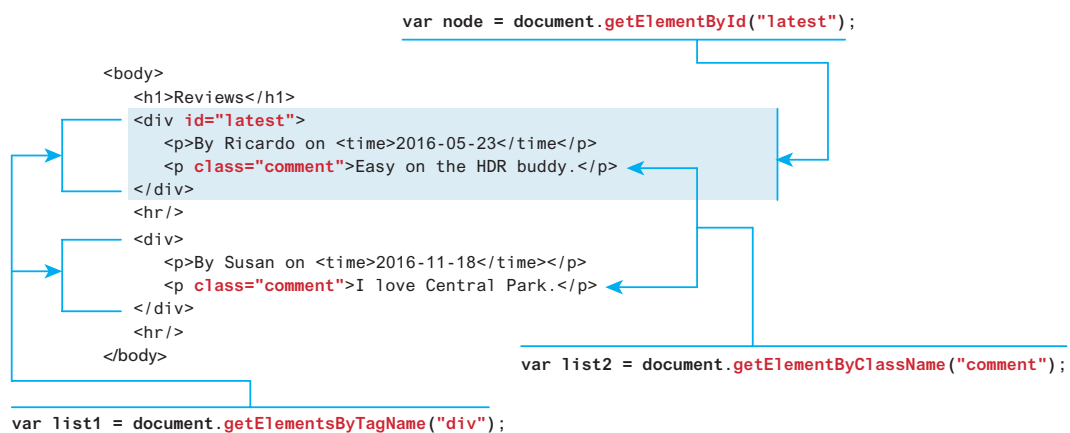 var node = document.getElementById("latest");
<body>
<h1>Reviews</h1>
<div id="latest">
<p>By Ricardo on <time>2016-05-23</time</p>
<p class="comment">Easy on the HDR buddy.</p>
</div>
<hr/>
<div>
<p>By Susan on <time>2016-11-18</time></p>
<p class="comment">I love Central Park.</p>
</div>
<hr/>
</body>
var list2 = document.getElementByClassName("comment");
var list1 = document.getElementsByTagName("div");